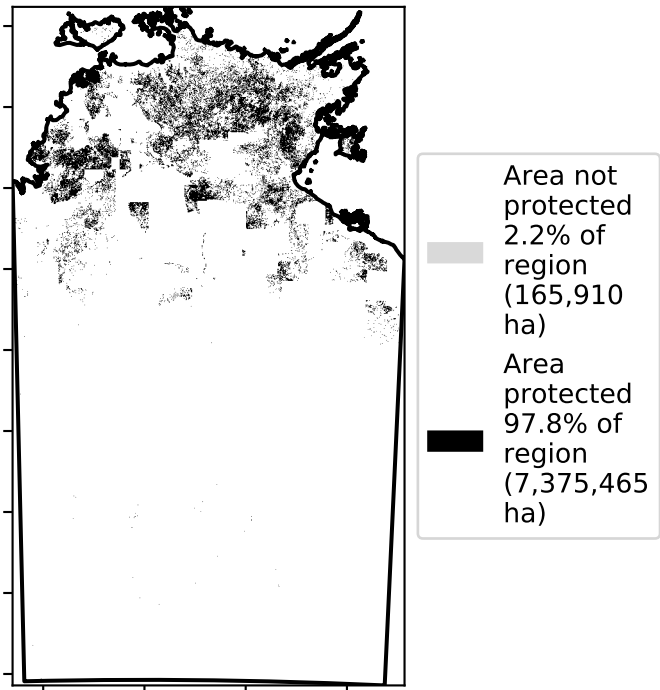 Area not
protected
2.2% of
region
(165,910
ha)
Area
protected
97.8% of
region
(7,375,465
ha)